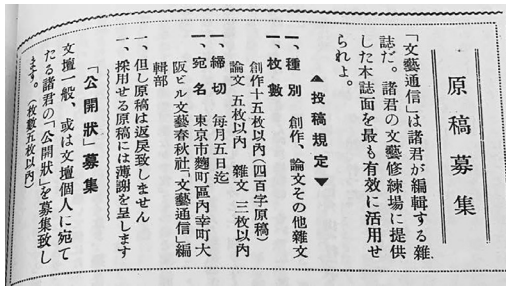 原稿募集
「文藝通信」は諸君が編輯する雜
誌だ。諸君の文藝修練場に提供
した本誌面を最も有效に活用せ
られよ。
▲投稿規定▼
一、種別 創作、論文その他雜文
一、枚數
創作十五枚以內(四百字原稿)
論文 五枚以內 雜文 三枚以內
一、締切 每月五日迄
一、宛名 東京市麴町區內幸町大
阪ビル文藝春秋社「文藝通信」編
輯部
一、但し原稿は返戾致しません
一、採用せる原稿には薄謝を呈します
「公開狀」募集
文壇一般、或は文壇個人に宛て
たる諸君の「公開狀」を募集致し
ます。(枚數五枚以內)